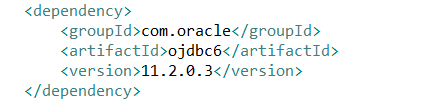 <dependency>
    <groupId>com.oracle</groupId>
    <artifactId>ojdbc6</artifactId>
    <version>11.2.0.3</version>
</dependency>